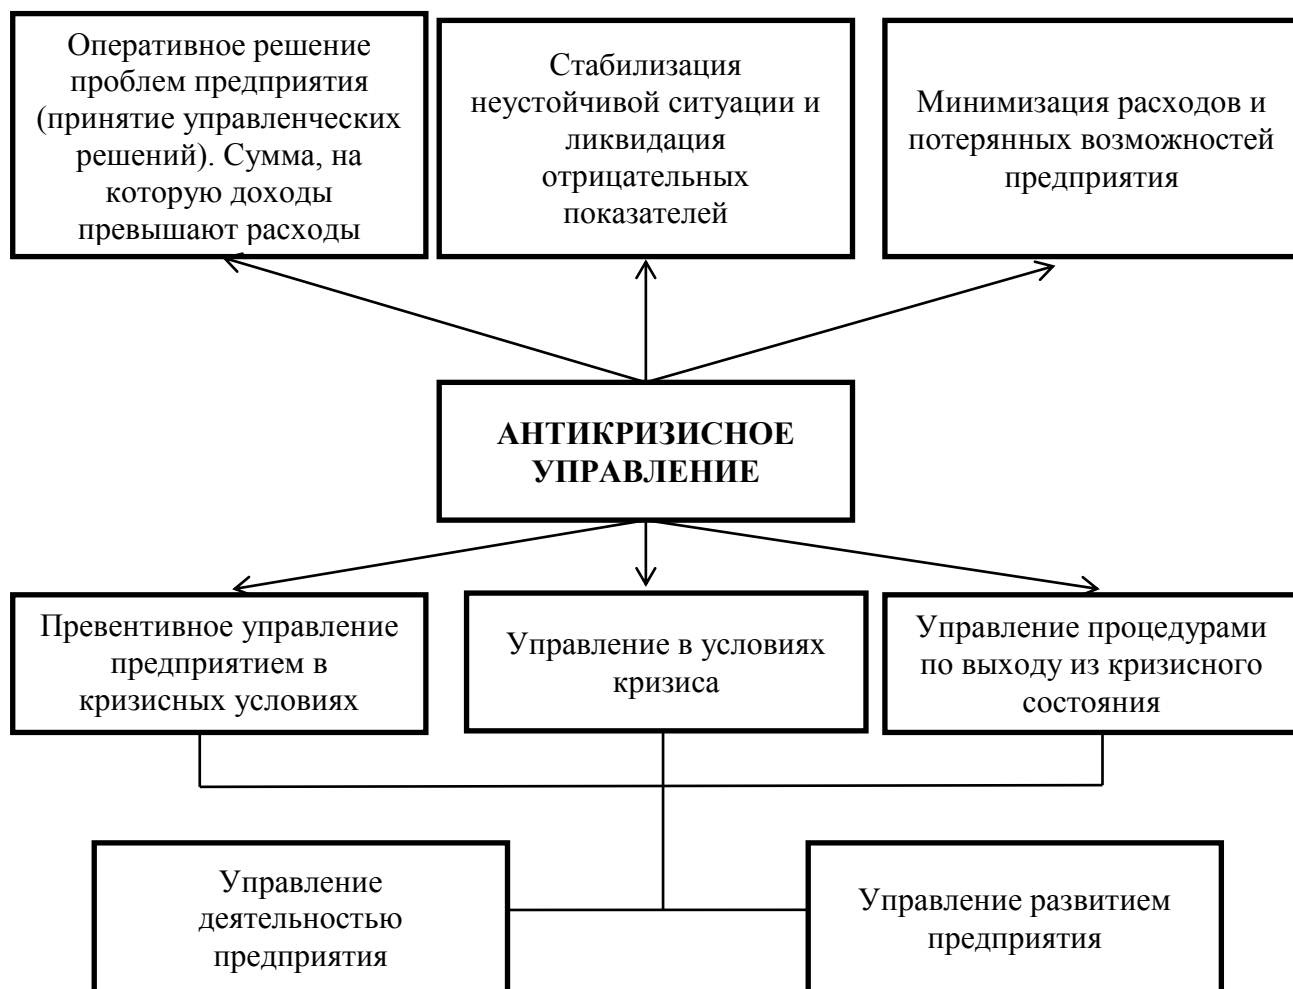 Оперативное решение
проблем предприятия
(принятие управленческих
решений). Сумма, на
которую доходы
превышают расходы
Стабилизация
неустойчивой ситуации и
ликвидация
отрицательных
показателей
Минимизация расходов и
потерянных возможностей
предприятия
АНТИКРИЗИСНОЕ
УПРАВЛЕНИЕ
Превентивное управление
предприятием в
кризисных условиях
Управление в условиях
кризиса
Управление процедурами
по выходу из кризисного
состояния
Управление
деятельностью
предприятия
Управление развитием
предприятия